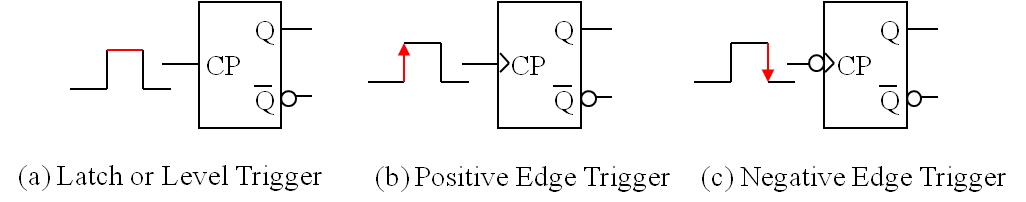 Q
CP
Q̅
(a) Latch or Level Trigger
Q
CP
Q̅
(b) Positive Edge Trigger
Q
CP
Q̅
(c) Negative Edge Trigger